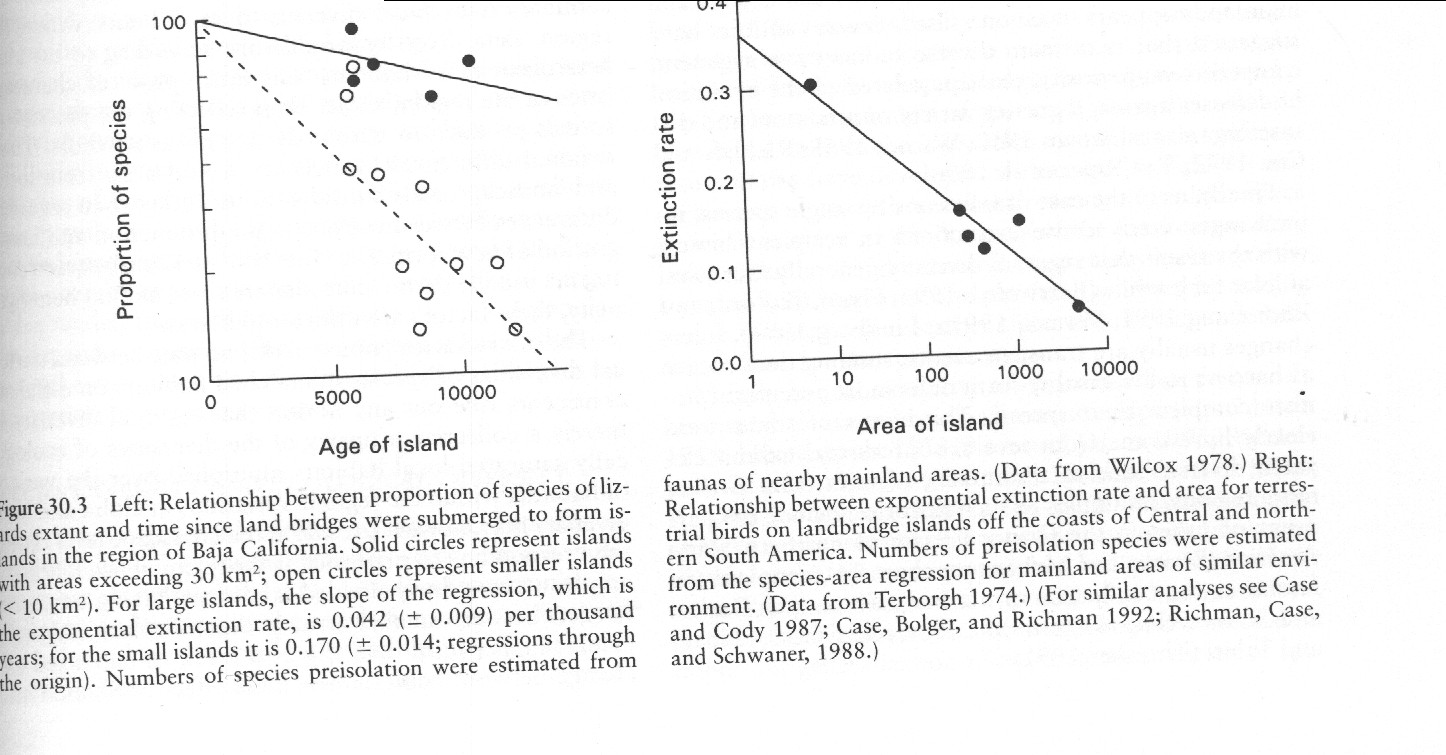 100
Proportion of species
10
0
5000
10000
Age of island
0.4
0.3
0.2
0.1
0.0
Extinction rate
1
10
100
1000
10000
Area of island
Figure 30.3 Left: Relationship between proportion of species of liz-
ards extant and time since land bridges were submerged to form is-
lands in the region of Baja California. Solid circles represent islands
with areas exceeding 30 km²; open circles represent smaller islands
(< 10 km²). For large islands, the slope of the regression, which is
the exponential extinction rate, is 0.042 (± 0.009) per thousand
years; for the small islands it is 0.170 (± 0.014; regressions through
the origin). Numbers of species preisolation were estimated from
faunas of nearby mainland areas. (Data from Wilcox 1978.) Right:
Relationship between exponential extinction rate and area for terres-
trial birds on landbridge islands off the coasts of Central and north-
ern South America. Numbers of preisolation species were estimated
from the species-area regression for mainland areas of similar envi-
ronment. (Data from Terborgh 1974.) (For similar analyses see Case
and Cody 1987; Case, Bolger, and Richman 1992; Richman, Case,
and Schwaner, 1988.)